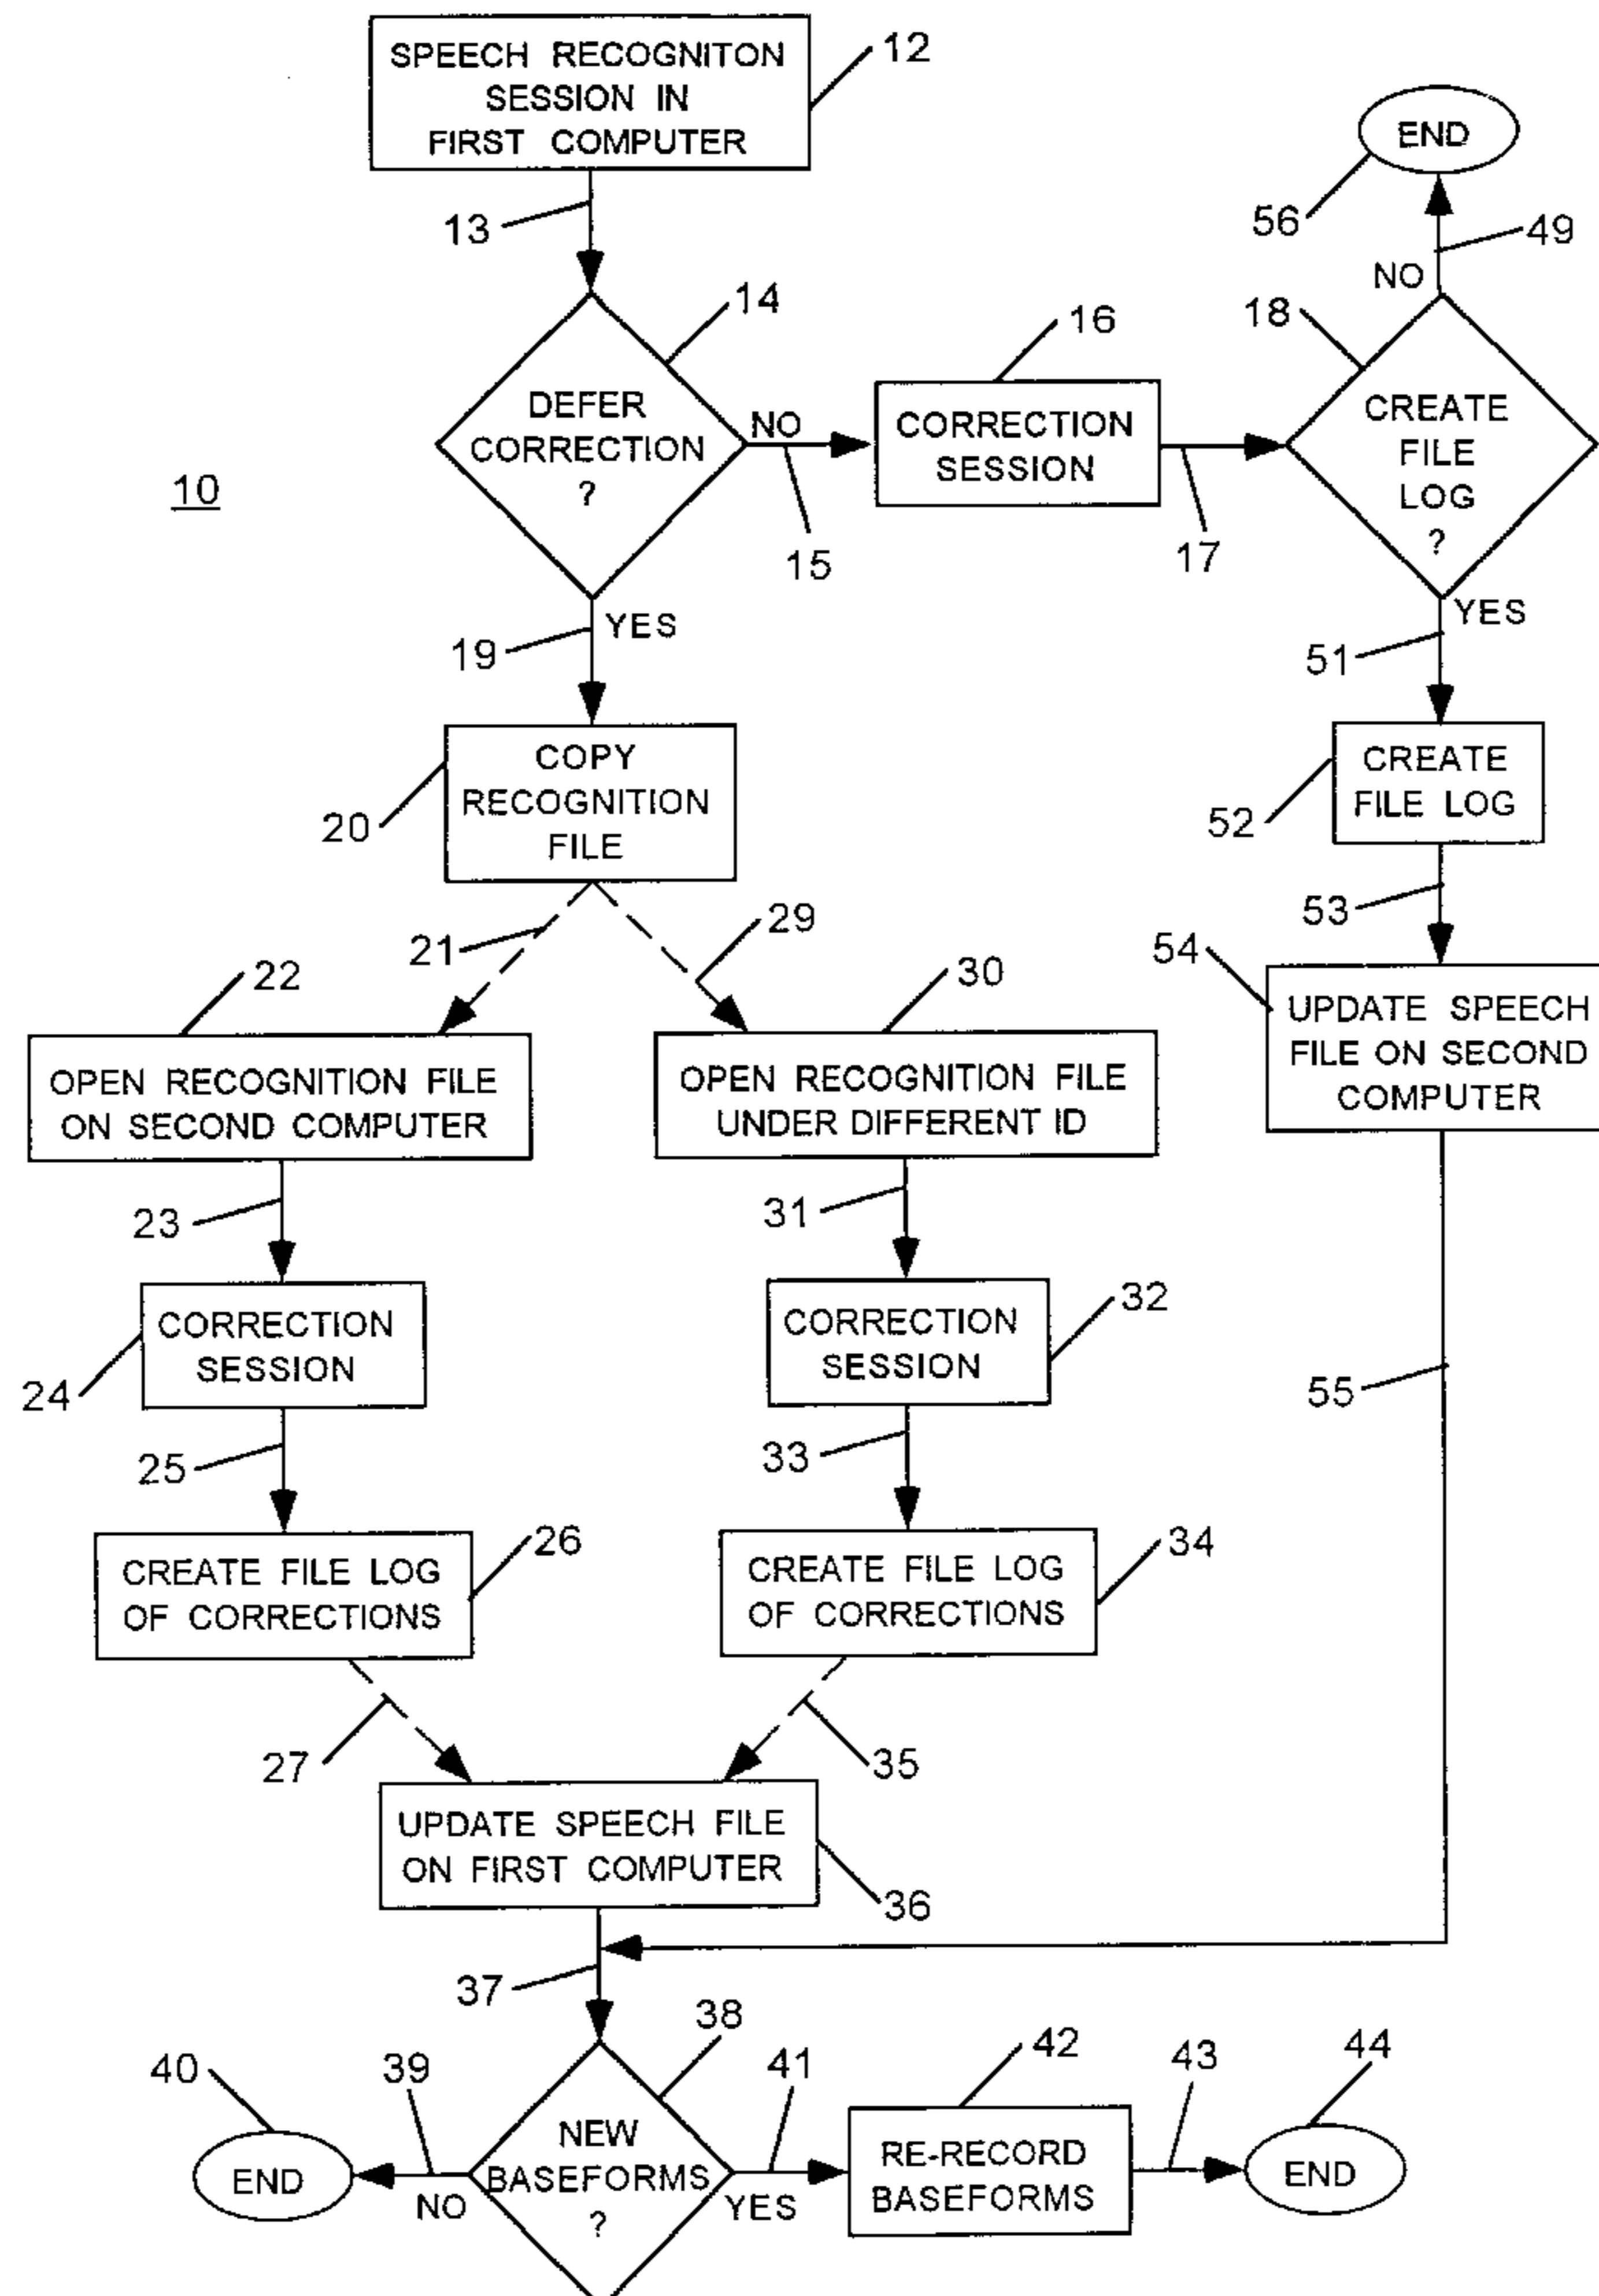 SPEECH RECOGNITON
SESSION IN
FIRST COMPUTER
12
13
END
56
49
NO
14
DEFER
CORRECTION
?
NO
15
16
CORRECTION
SESSION
17
18
CREATE
FILE
LOG
?
10
YES
19
YES
51
COPY
RECOGNITION
FILE
20
CREATE
FILE LOG
52
53
21
29
22
OPEN RECOGNITION FILE
ON SECOND COMPUTER
30
OPEN RECOGNITION FILE
UNDER DIFFERENT ID
54
UPDATE SPEECH
FILE ON SECOND
COMPUTER
23
31
CORRECTION
SESSION
24
CORRECTION
SESSION
32
55
25
33
CREATE FILE LOG
OF CORRECTIONS
26
CREATE FILE LOG
OF CORRECTIONS
34
27
35
UPDATE SPEECH FILE
ON FIRST COMPUTER
36
37
38
NEW
BASEFORMS
?
40
END
39
NO
41
YES
42
RE-RECORD
BASEFORMS
43
44
END